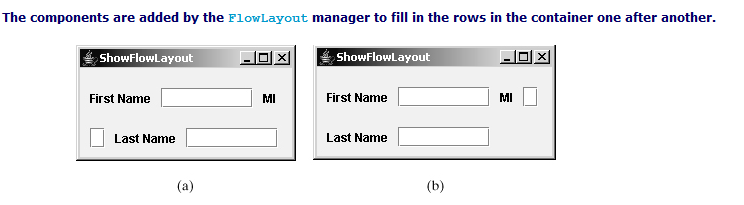 The components are added by the FlowLayout manager to fill in the rows in the container one after another.
ShowFlowLayout
First Name MI
Last Name
(a)
ShowFlowLayout
First Name MI
Last Name
(b)